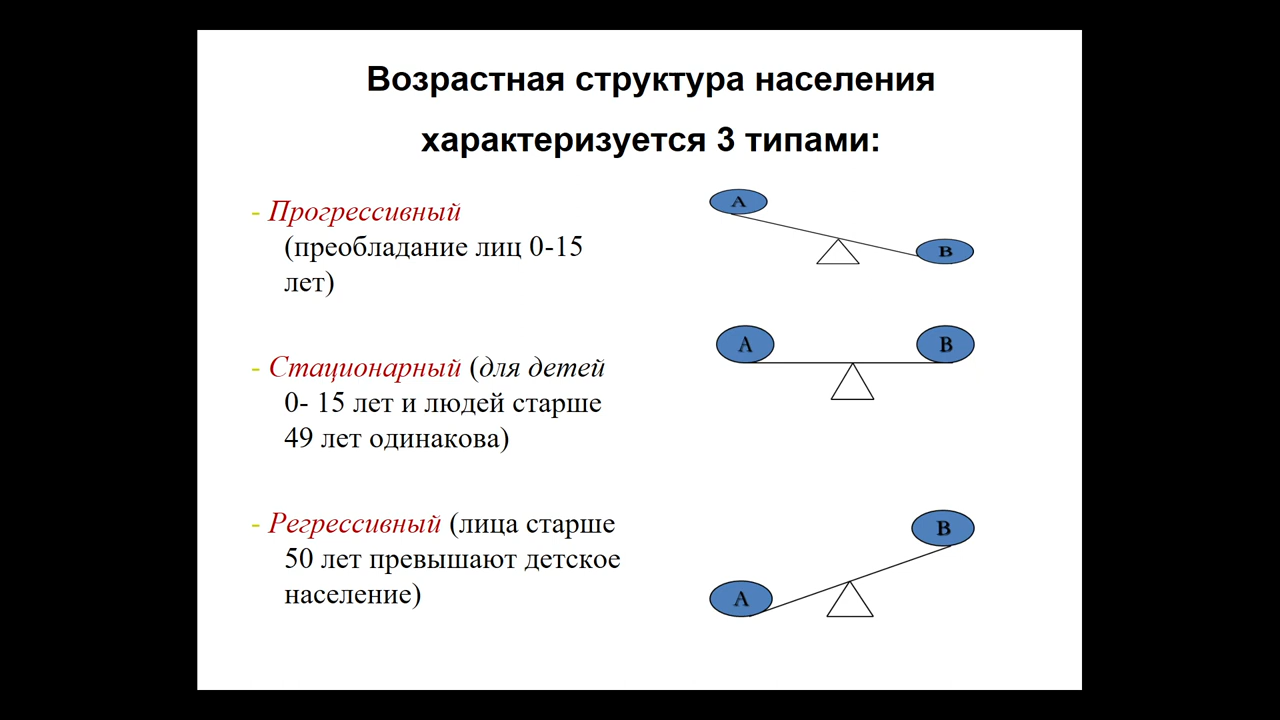 Возрастная структура населения
характеризуется 3 типами:
- Прогрессивный
(преобладание лиц 0-15
лет)
A
B
- Стационарный (для детей
0- 15 лет и людей старше
49 лет одинакова)
A
B
- Регрессивный (лица старше
50 лет превышают детское
население)
B
A